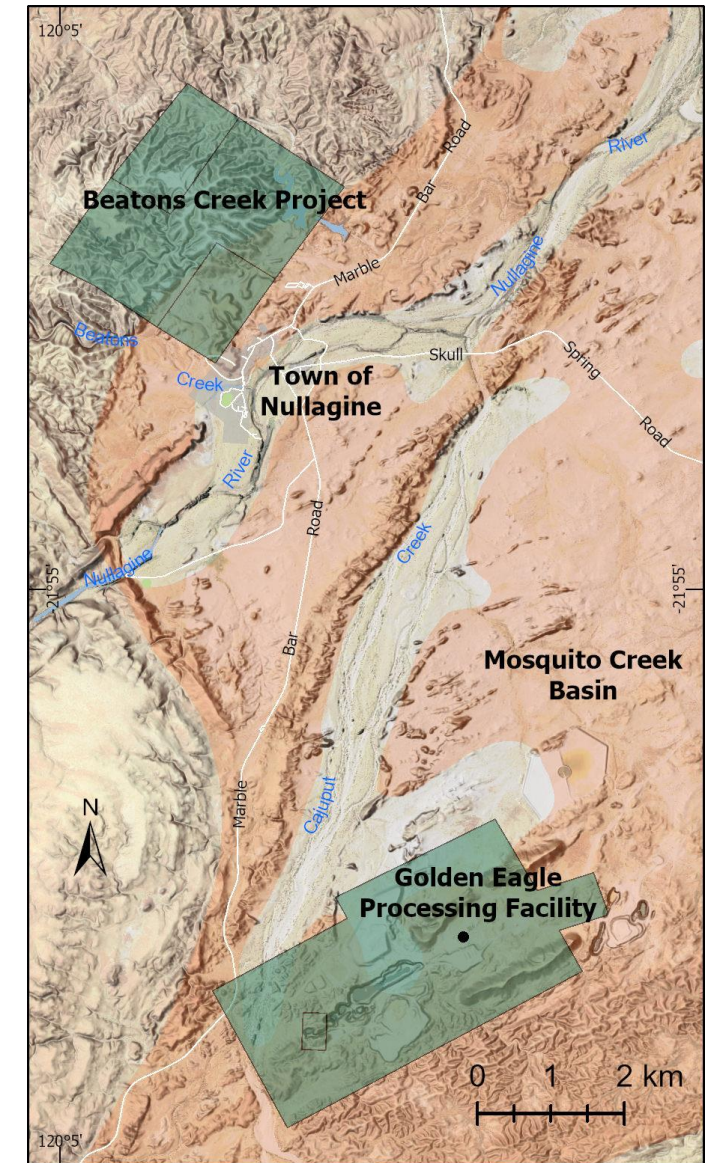 120°5'
Road
Bar
Marble
River
Nullagine
Beatons Creek Project
Beatons
Creek
Skull
Spring
Road
Town of
Nullagine
River
Nullagine
Road
Bar
Marble
Creek
Cajuput
-21°55'
-21°55'
Mosquito Creek
Basin
N
Golden Eagle
Processing Facility
0 1 2 km
120°5'